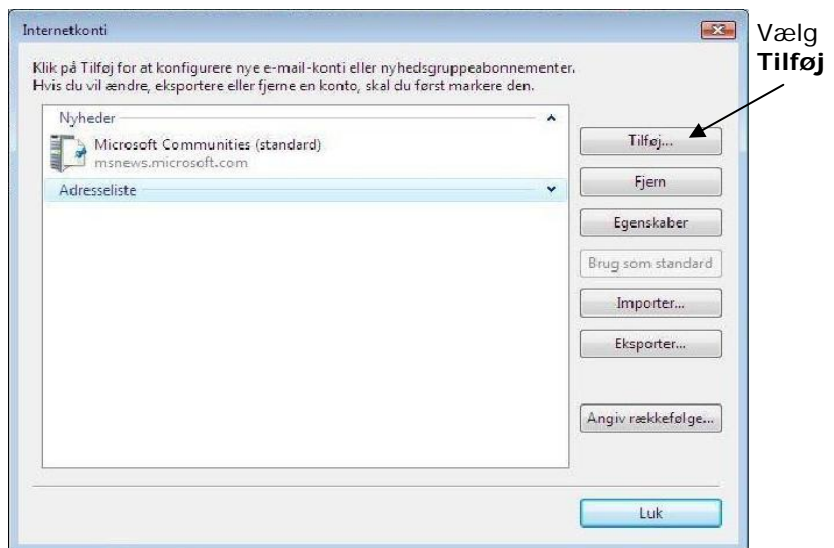 Internetkonti
Vælg
Tilføj
Klik på Tilføj for at konfigurere nye e-mail-konti eller nyhedsgruppeabonnementer.
Hvis du vil ændre, eksportere eller fjerne en konto, skal du først markere den.
Nyheder
Microsoft Communities (standard)
msnews.microsoft.com
Adresseliste
Tilføj...
Fjern
Egenskaber
Brug som standard
Importer...
Eksporter...
Angiv rækkefølge...
Luk